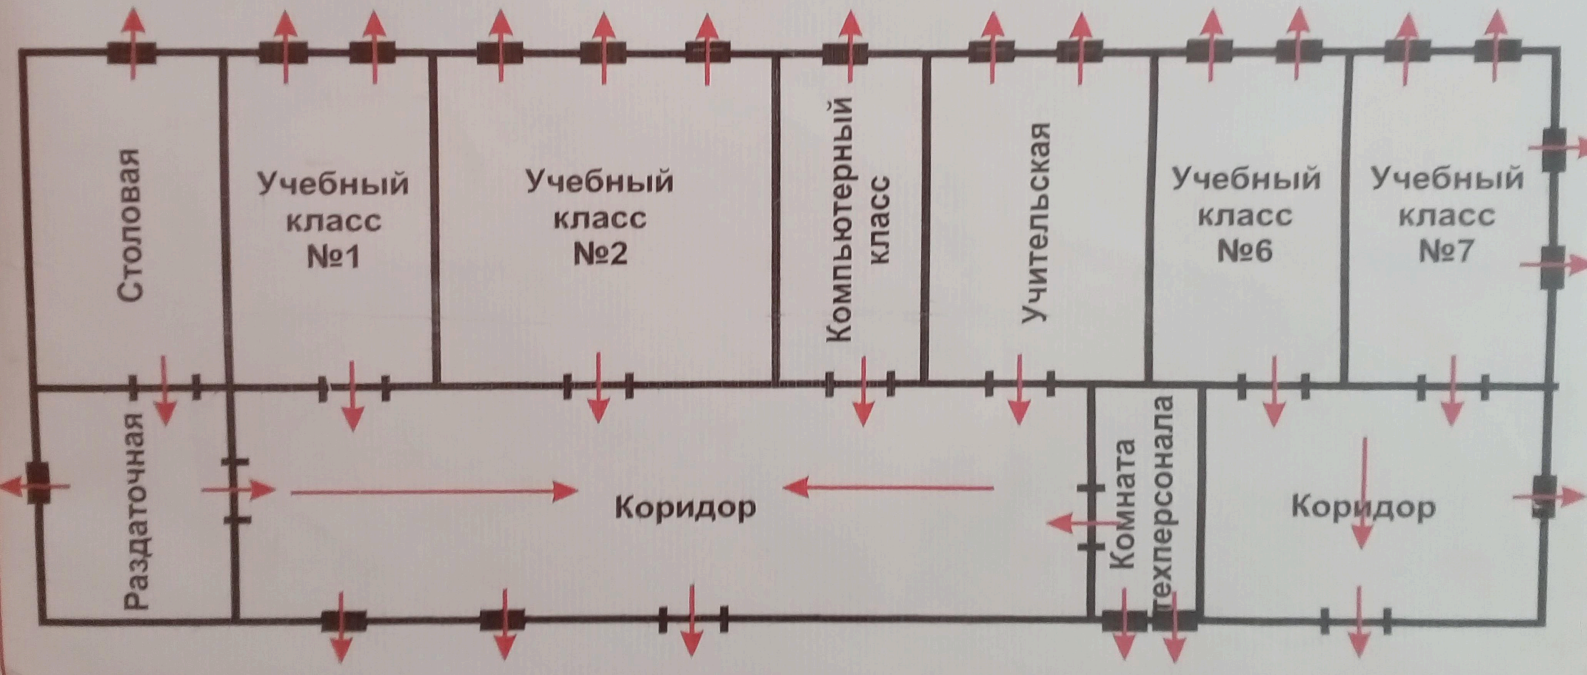 Столовая
Учебный
класс
№1
Учебный
класс
№2
Компьютерный
класс
Учительская
Учебный
класс
№6
Учебный
класс
№7
Раздаточная
Коридор
Комната
техперсонала
Коридор